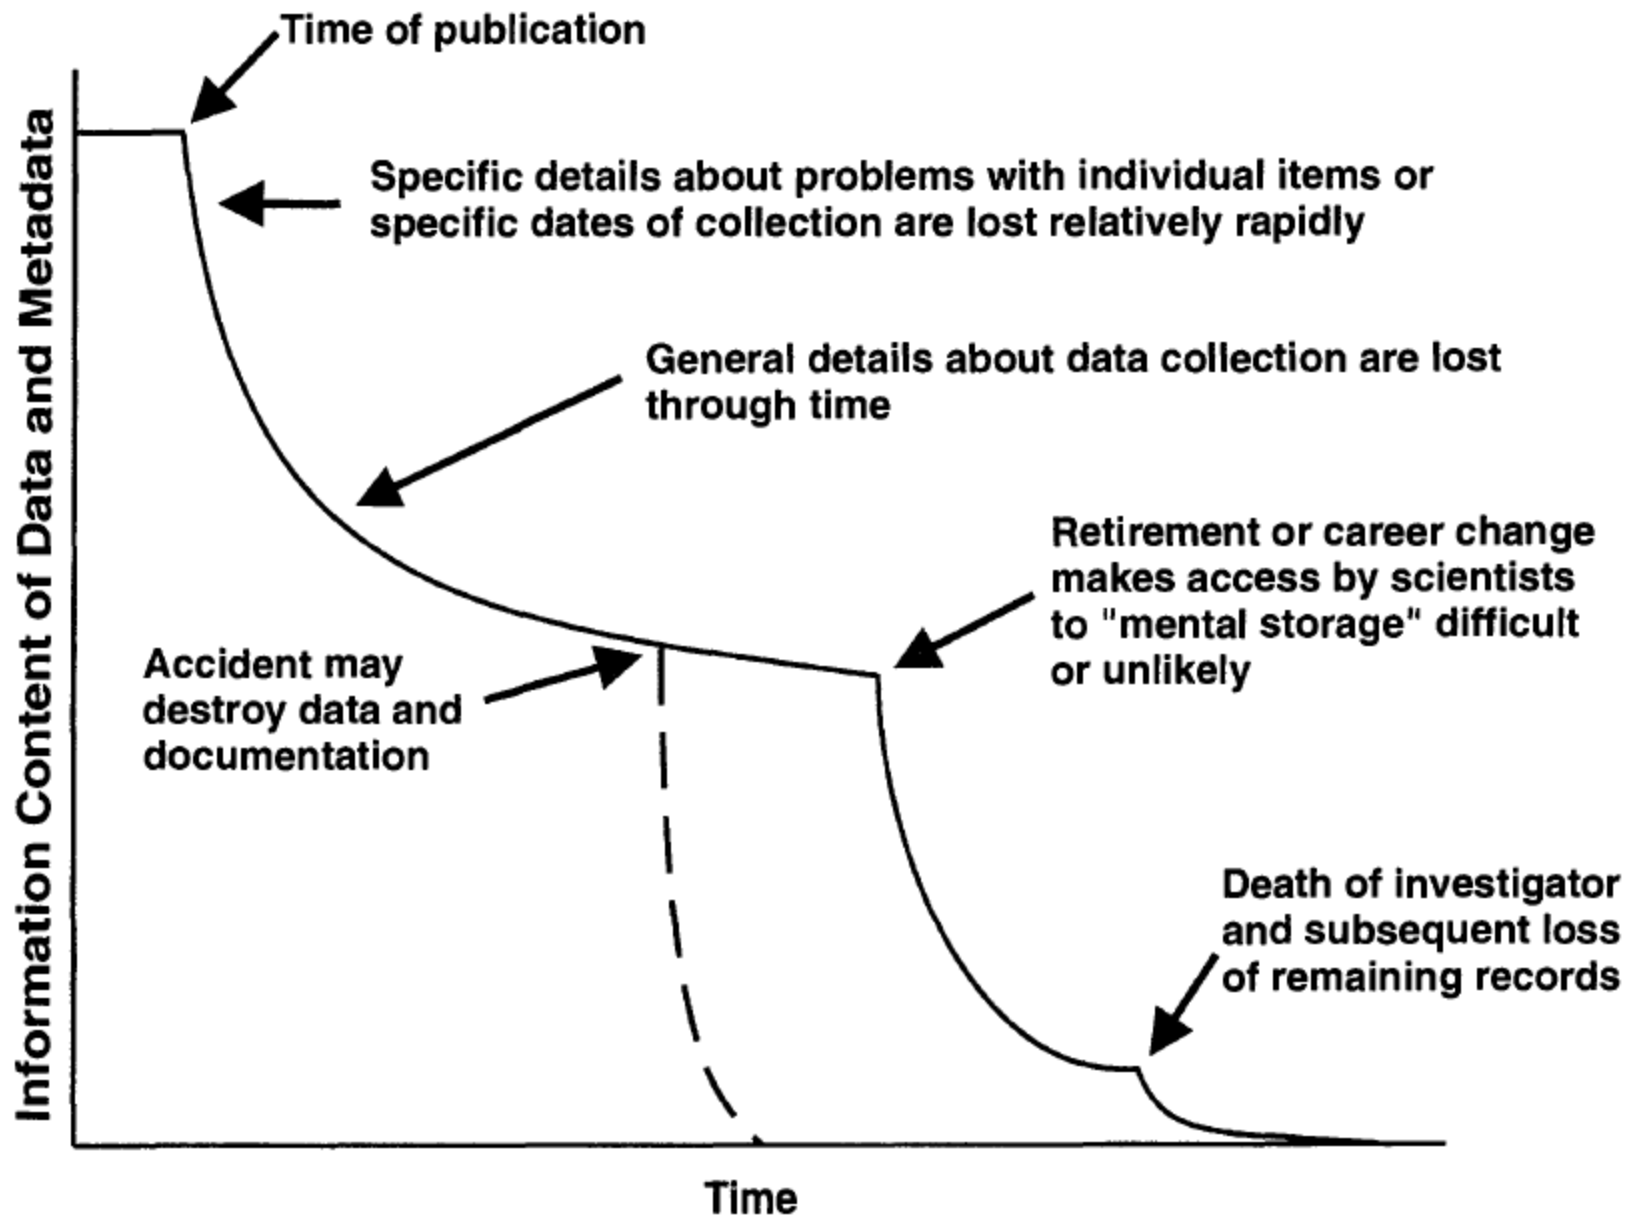 Time of publication
Specific details about problems with individual items or
specific dates of collection are lost relatively rapidly
General details about data collection are lost
through time
Retirement or career change
makes access by scientists
to "mental storage" difficult
or unlikely
Accident may
destroy data and
documentation
Death of investigator
and subsequent loss
of remaining records
Information Content of Data and Metadata
Time